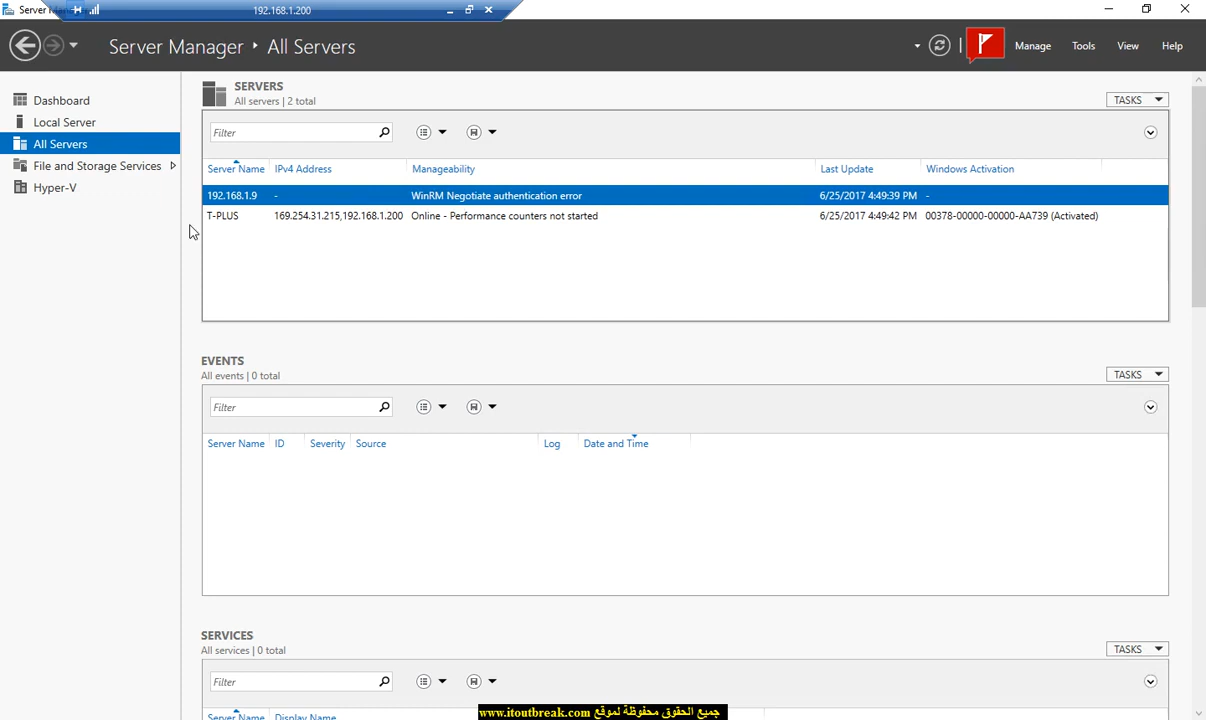 Server Manager
192.168.1.200
Server Manager ‣ All Servers
Manage
Tools
View
Help
Dashboard
Local Server
All Servers
File and Storage Services
Hyper-V
SERVERS
All servers | 2 total
TASKS
Filter
Server Name IPv4 Address Manageability Last Update Windows Activation
192.168.1.9 - WinRM Negotiate authentication error 6/25/2017 4:49:39 PM -
T-PLUS 169.254.31.215,192.168.1.200 Online - Performance counters not started 6/25/2017 4:49:42 PM 00378-00000-00000-AA739 (Activated)
EVENTS
All events | 0 total
TASKS
Filter
Server Name ID Severity Source Log Date and Time
SERVICES
All services | 0 total
TASKS
Filter
Server Name Display Name
جميع الحقوق محفوظة لموقع www.itoutbreak.com